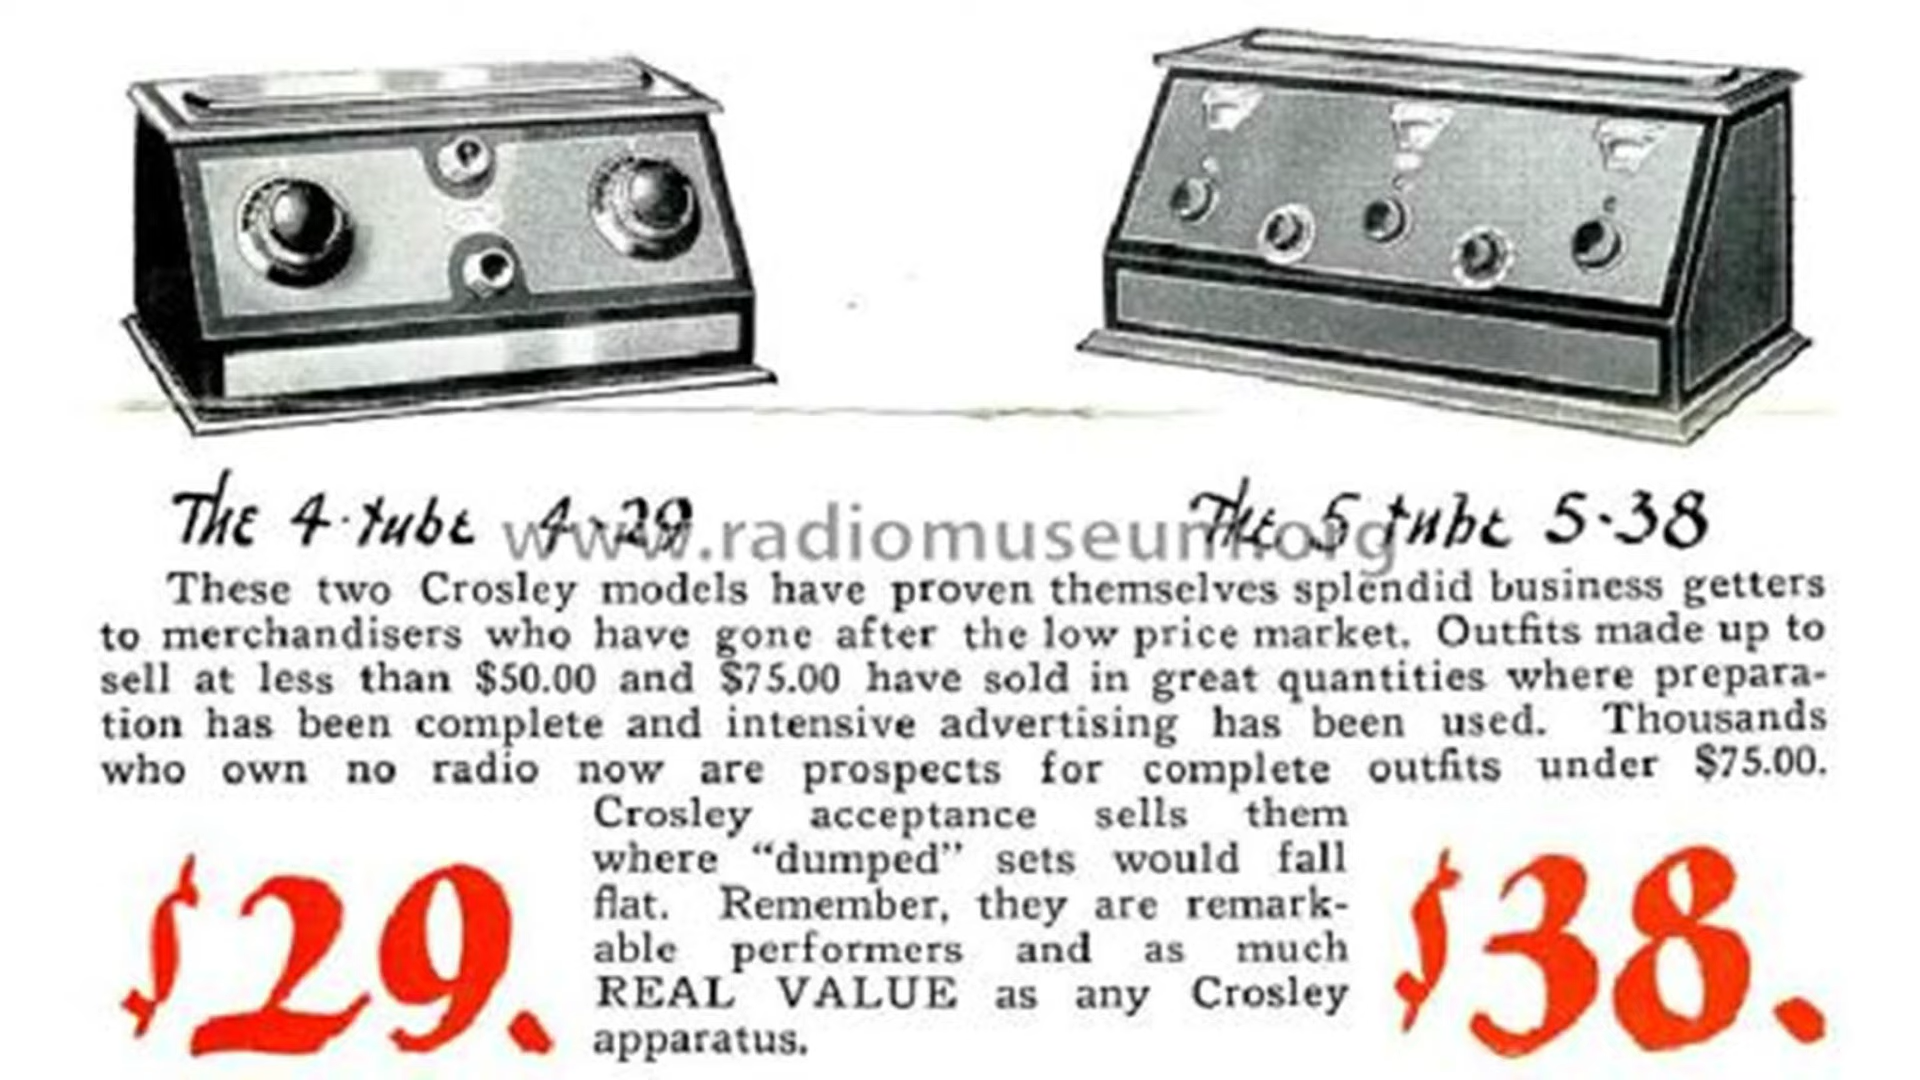 The 4-tube 4-29
The 5 tube 5-38
www.radiomuseum.org
These two Crosley models have proven themselves splendid business getters
to merchandisers who have gone after the low price market. Outfits made up to
sell at less than $50.00 and $75.00 have sold in great quantities where prepara-
tion has been complete and intensive advertising has been used. Thousands
who own no radio now are prospects for complete outfits under $75.00.
Crosley acceptance sells them
where "dumped" sets would fall
flat. Remember, they are remark-
able performers and as much
REAL VALUE as any Crosley
apparatus.
$29.
$38.